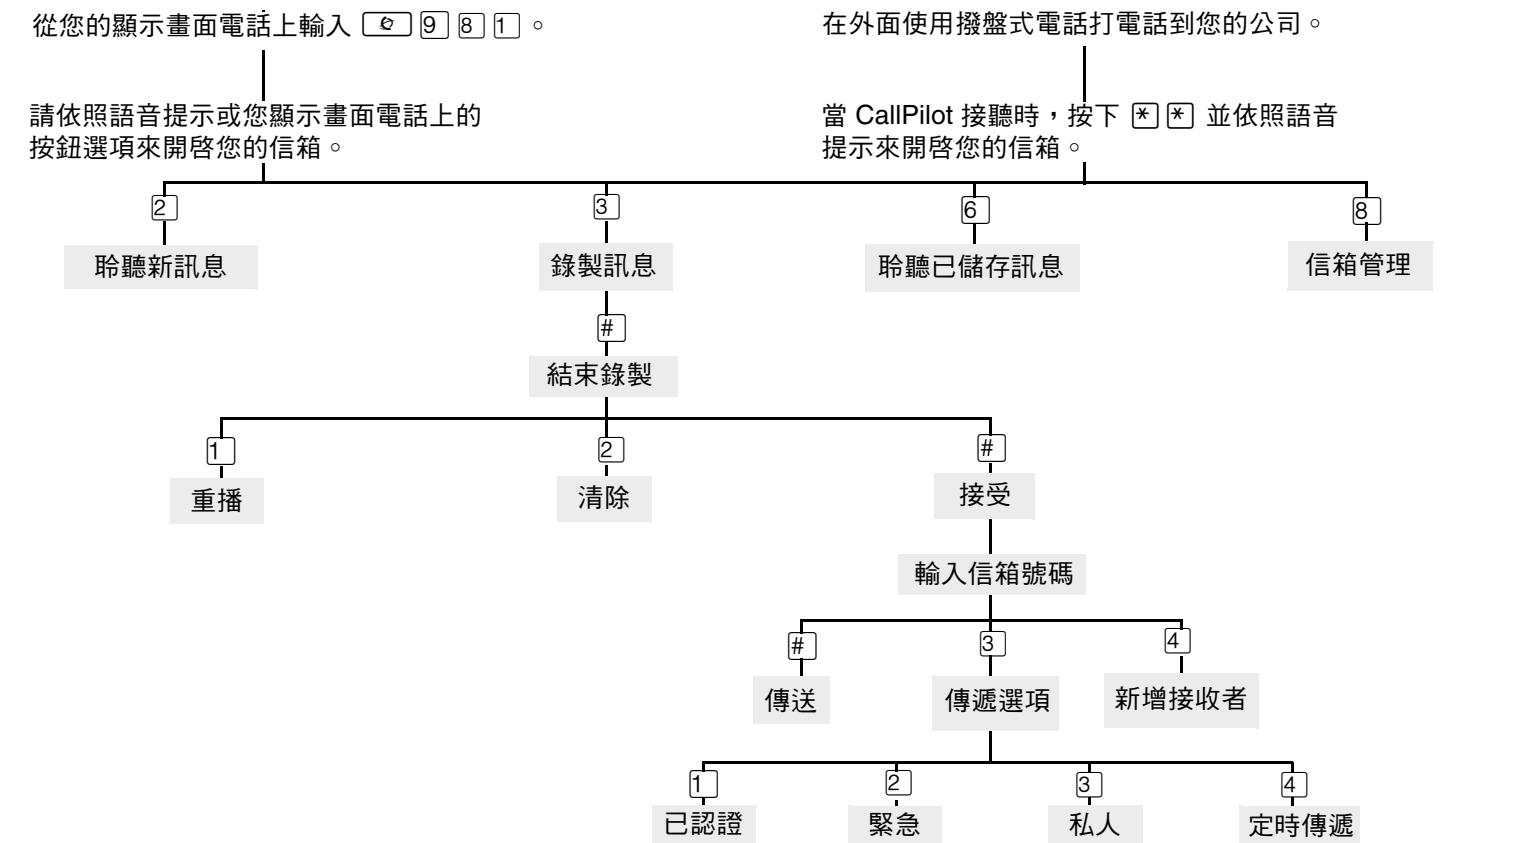 從您的顯示畫面電話上輸入 9 8 1 。
在外面使用撥盤式電話打電話到您的公司。
請依照語音提示或您顯示畫面電話上的
按鈕選項來開啓您的信箱。
當 CallPilot 接聽時，按下 * * 並依照語音
提示來開啓您的信箱。
2
3
6
8
聆聽新訊息
錄製訊息
聆聽已儲存訊息
信箱管理
#
結束錄製
1
2
#
重播
清除
接受
輸入信箱號碼
#
3
4
傳送
傳遞選項
新增接收者
1
2
3
4
已認證
緊急
私人
定時傳遞